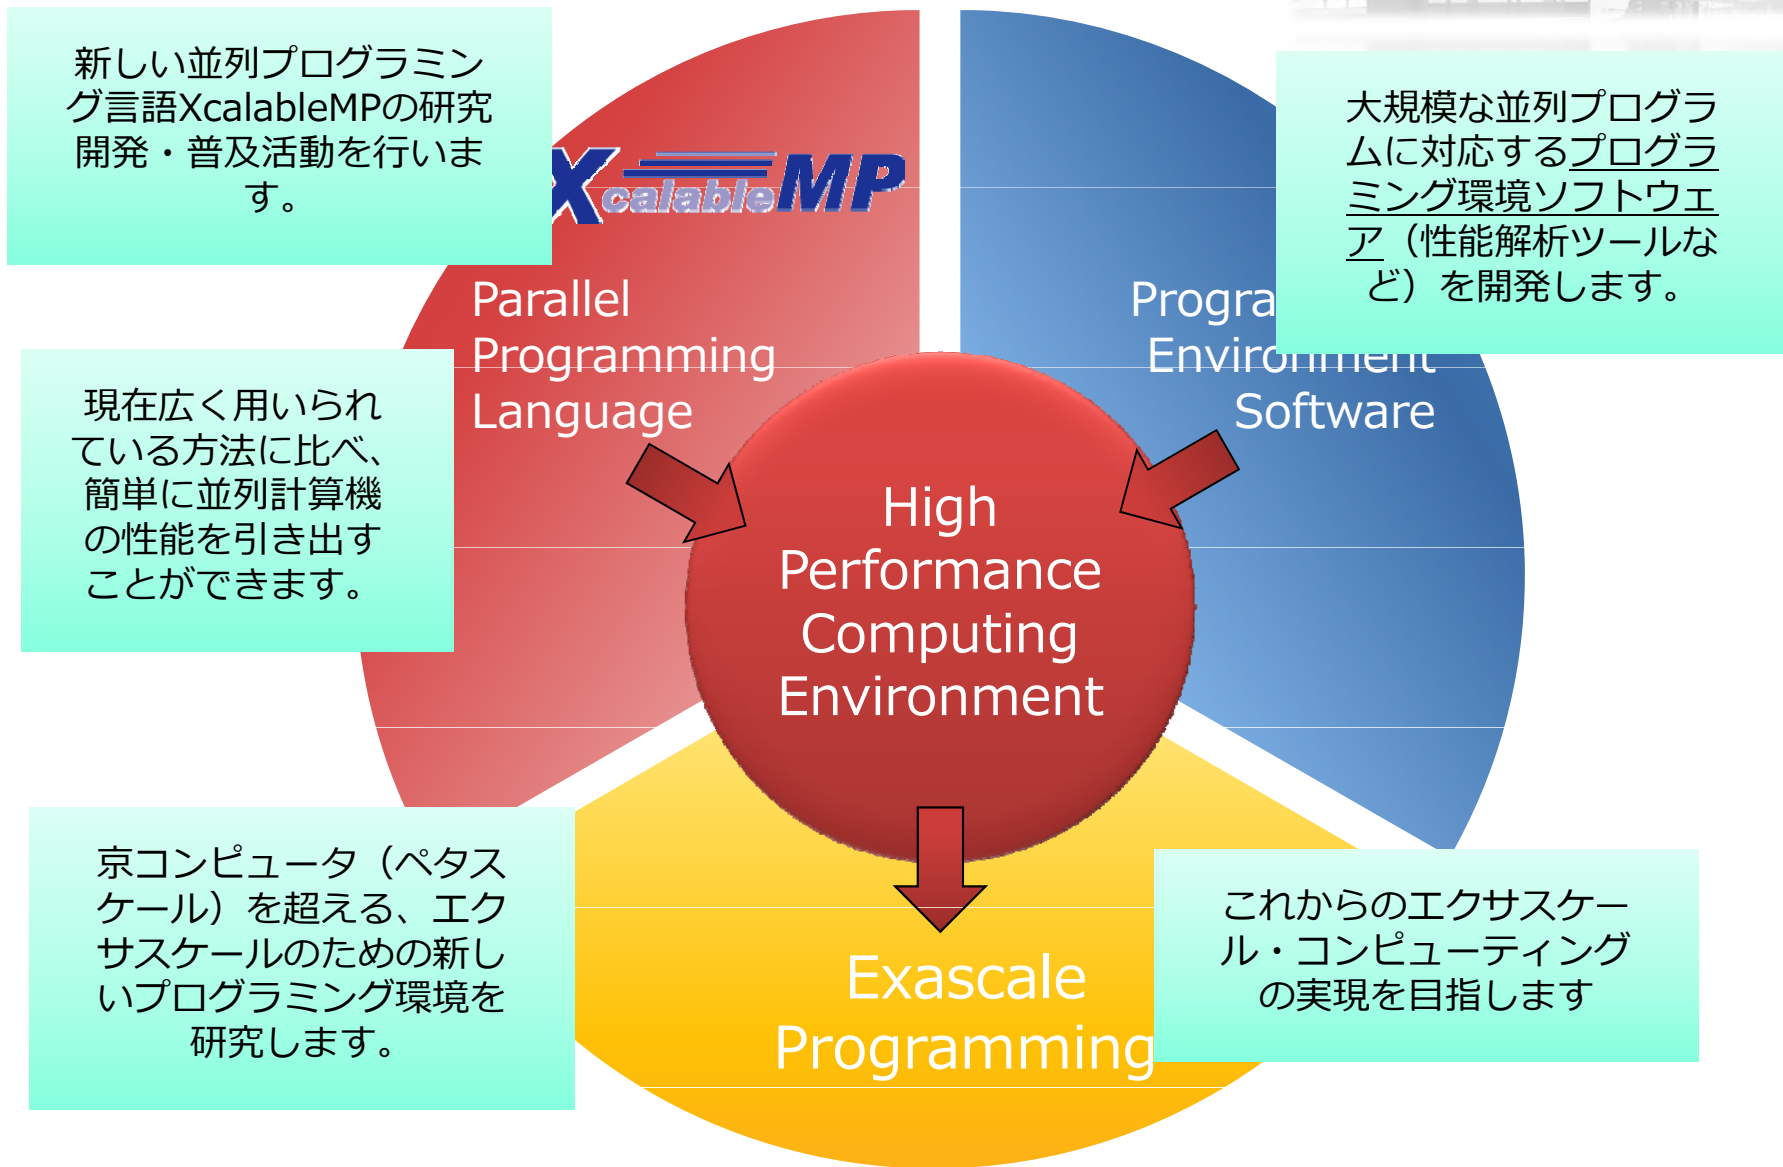 新しい並列プログラミン
グ言語XcalableMPの研究
開発・普及活動を行いま
す。
XcalableMP
Parallel
Programming
Language
大規模な並列プログラ
ムに対応するプログラ
ミング環境ソフトウェ
ア（性能解析ツールな
ど）を開発します。
Progra
Environment
Software
現在広く用いられ
ている方法に比べ、
簡単に並列計算機
の性能を引き出す
ことができます。
High
Performance
Computing
Environment
京コンピュータ（ペタス
ケール）を超える、エク
サスケールのための新し
いプログラミング環境を
研究します。
Exascale
Programming
これからのエクサスケー
ル・コンピューティング
の実現を目指します